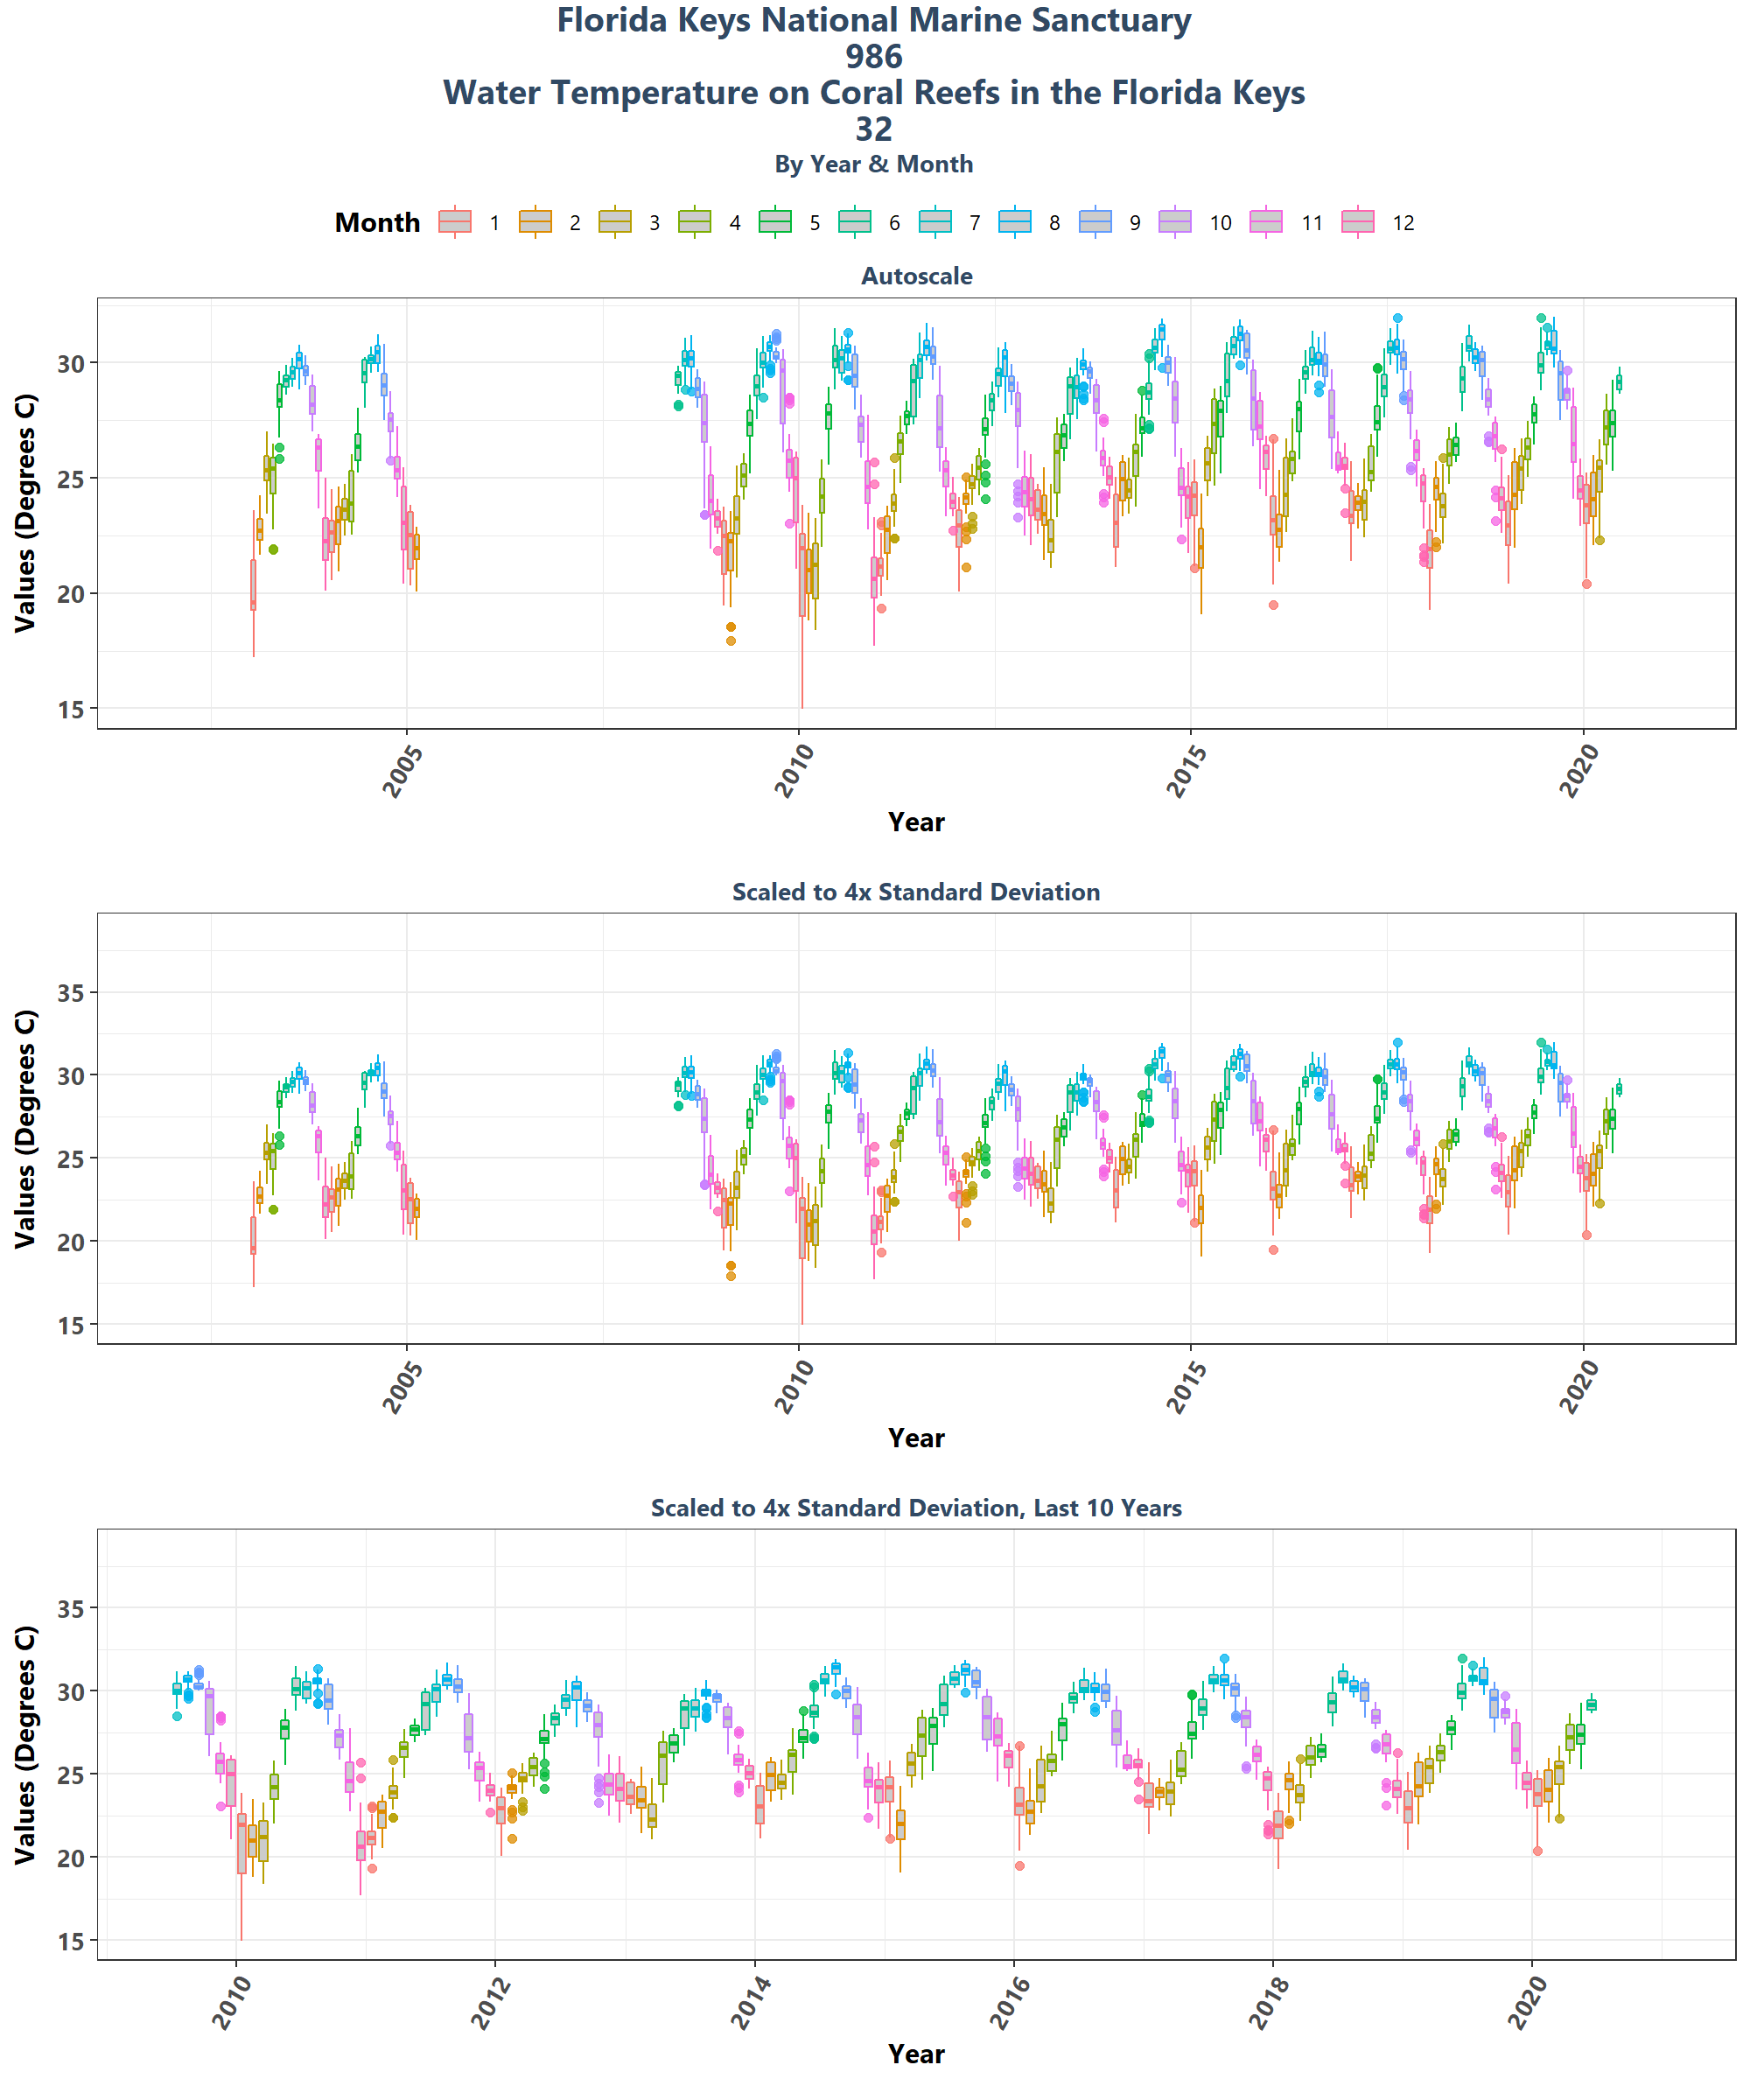 Florida Keys National Marine Sanctuary
986
Water Temperature on Coral Reefs in the Florida Keys
32
By Year & Month
Month 1 2 3 4 5 6 7 8 9 10 11 12
Autoscale
Values (Degrees C)
30
25
20
15
2005 2010 2015 2020
Year
Scaled to 4x Standard Deviation
Values (Degrees C)
35
30
25
20
15
2005 2010 2015 2020
Year
Scaled to 4x Standard Deviation, Last 10 Years
Values (Degrees C)
35
30
25
20
15
2010 2012 2014 2016 2018 2020
Year